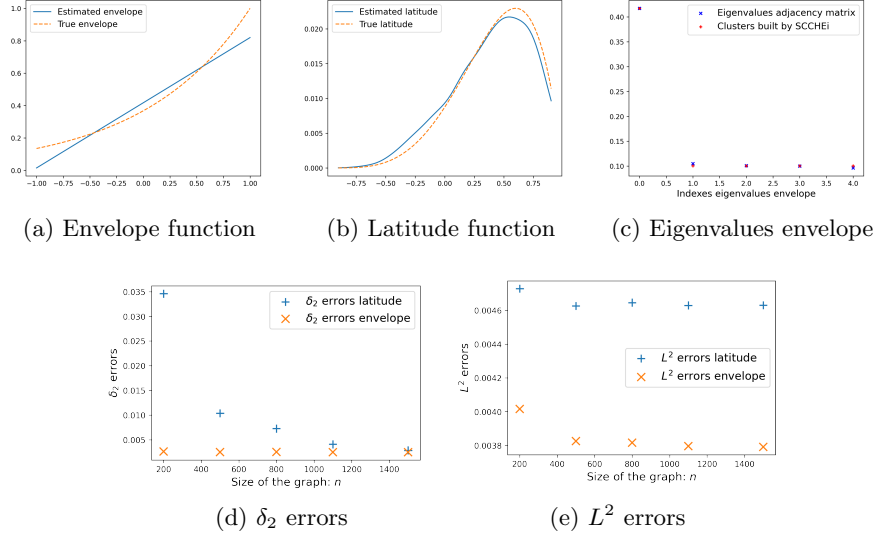 Estimated envelope
True envelope
1.0
0.8
0.6
0.4
0.2
0.0
−1.00 −0.75 −0.50 −0.25 0.00 0.25 0.50 0.75 1.00
(a) Envelope function
Estimated latitude
True latitude
0.020
0.015
0.010
0.005
0.000
−0.75 −0.50 −0.25 0.00 0.25 0.50 0.75
(b) Latitude function
Eigenvalues adjacency matrix
Clusters built by SCCHEi
0.40
0.35
0.30
0.25
0.20
0.15
0.10
0.0 0.5 1.0 1.5 2.0 2.5 3.0 3.5 4.0
Indexes eigenvalues envelope
(c) Eigenvalues envelope
δ₂ errors latitude
δ₂ errors envelope
0.035
0.030
0.025
0.020
0.015
0.010
0.005
δ₂ errors
200 400 600 800 1000 1200 1400
Size of the graph: n
(d) δ₂ errors
L² errors latitude
L² errors envelope
0.0046
0.0044
0.0042
0.0040
0.0038
L² errors
200 400 600 800 1000 1200 1400
Size of the graph: n
(e) L² errors